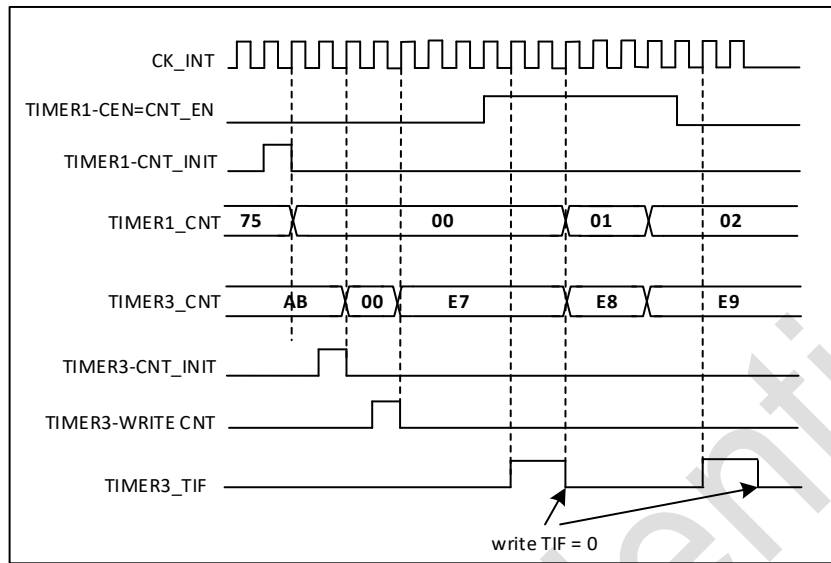 CK_INT
TIMER1-CEN=CNT_EN
TIMER1-CNT_INIT
TIMER1_CNT 75 00 01 02
TIMER3_CNT AB 00 E7 E8 E9
TIMER3-CNT_INIT
TIMER3-WRITE CNT
TIMER3_TIF
write TIF = 0